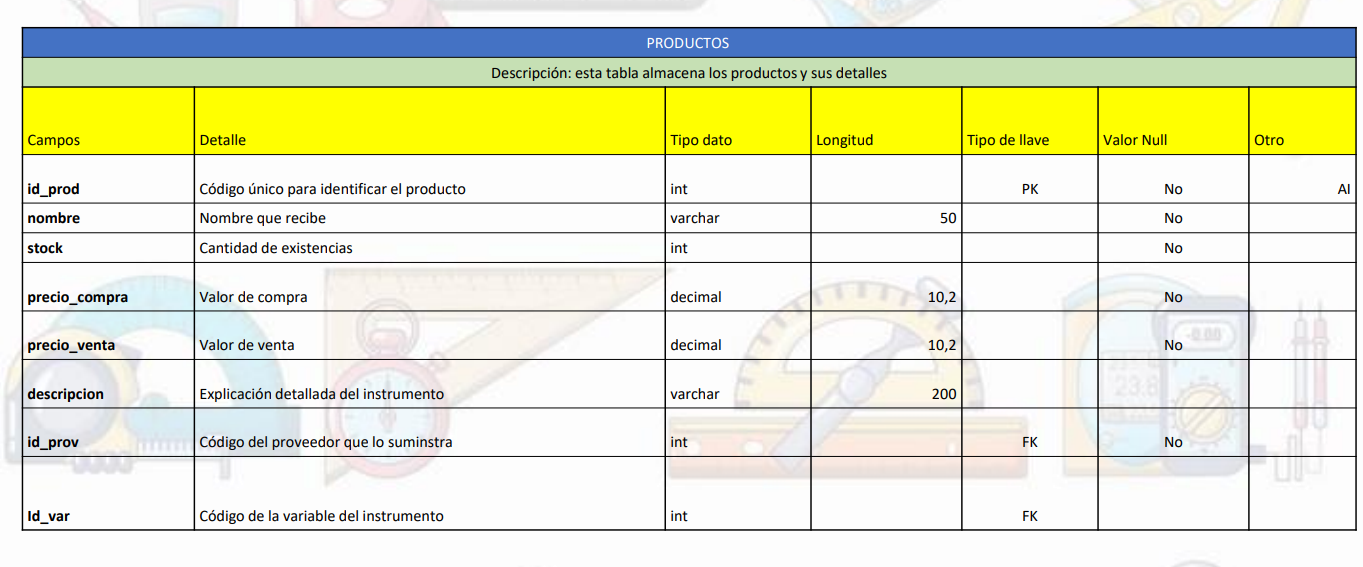 PRODUCTOS
Descripción: esta tabla almacena los productos y sus detalles
Campos Detalle Tipo dato Longitud Tipo de llave Valor Null Otro
id_prod Código único para identificar el producto int PK No AI
nombre Nombre que recibe varchar 50 No
stock Cantidad de existencias int No
precio_compra Valor de compra decimal 10,2 No
precio_venta Valor de venta decimal 10,2 No
descripcion Explicación detallada del instrumento varchar 200
id_prov Código del proveedor que lo suminstra int FK No
Id_var Código de la variable del instrumento int FK